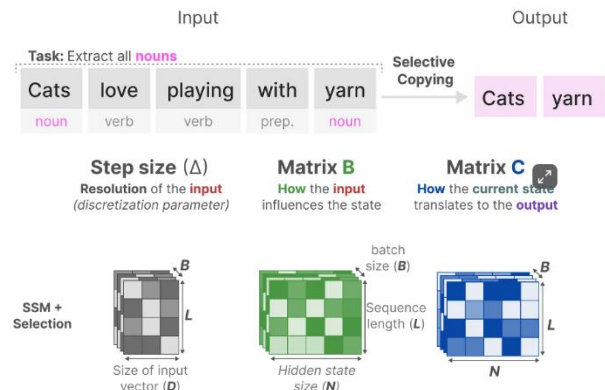 Input
Output
Task: Extract all nouns
Cats love playing with yarn
noun verb verb prep. noun
Selective
Copying
Cats yarn
Step size (Δ)
Resolution of the input
(discretization parameter)
Matrix B
How the input
influences the state
Matrix C
How the current state
translates to the output
SSM +
Selection
B
L
Size of input
vector (D)
batch
size (B)
Sequence
length (L)
Hidden state
size (N)
B
L
N